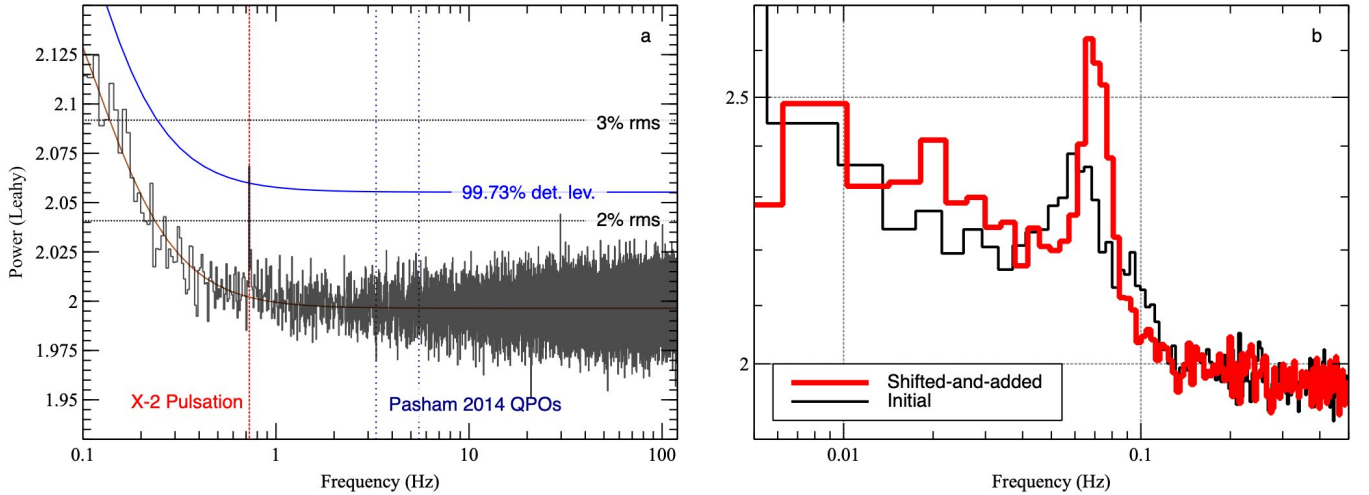 a
2.125
2.1
3% rms
2.075
2.05
99.73% det. lev.
2% rms
2.025
2
1.975
1.95
X-2 Pulsation
Pasham 2014 QPOs
0.1
1
10
100
Frequency (Hz)
Power (Leahy)
b
2.5
2
Shifted-and-added
Initial
0.01
0.1
Frequency (Hz)